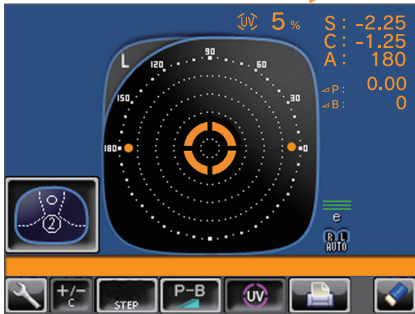 UV 5 %
S: -2.25
C: -1.25
A: 180
⊿P: 0.00
⊿B: 0
L
90
120 60
150 30
180 0
2
e
R L
AUTO
+/-
C
STEP
P-B
UV